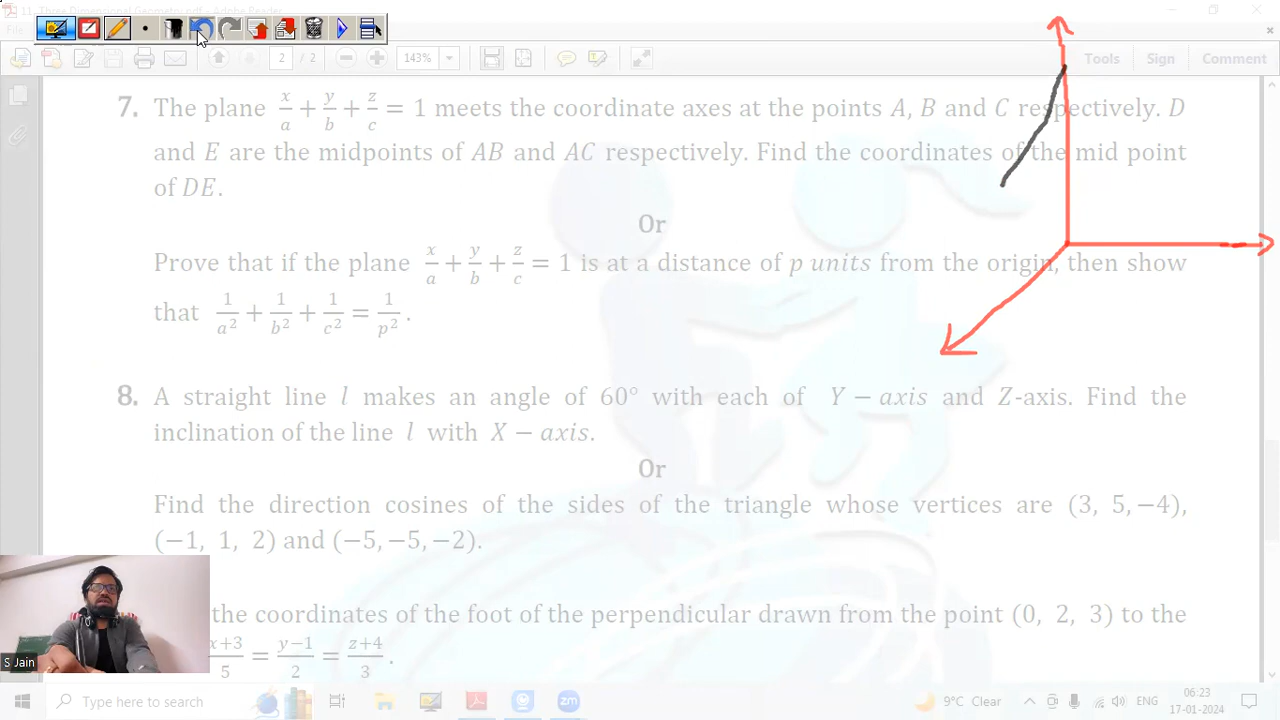 11. Three Dimensional Geometry.pdf - Adobe Reader
2 / 2
143%
Tools
Sign
Comment
7. The plane x/a + y/b + z/c = 1 meets the coordinate axes at the points A, B and C respectively. D
and E are the midpoints of AB and AC respectively. Find the coordinates of the mid point
of DE.
Or
Prove that if the plane x/a + y/b + z/c = 1 is at a distance of p units from the origin, then show
that 1/a² + 1/b² + 1/c² = 1/p² .
8. A straight line l makes an angle of 60° with each of Y − axis and Z-axis. Find the
inclination of the line l with X − axis.
Or
Find the direction cosines of the sides of the triangle whose vertices are (3, 5, −4),
(−1, 1, 2) and (−5, −5, −2).
the coordinates of the foot of the perpendicular drawn from the point (0, 2, 3) to the
x+3/5 = y−1/2 = z+4/3 .
S Jain
Type here to search
9°C Clear
ENG
06:23
17-01-2024